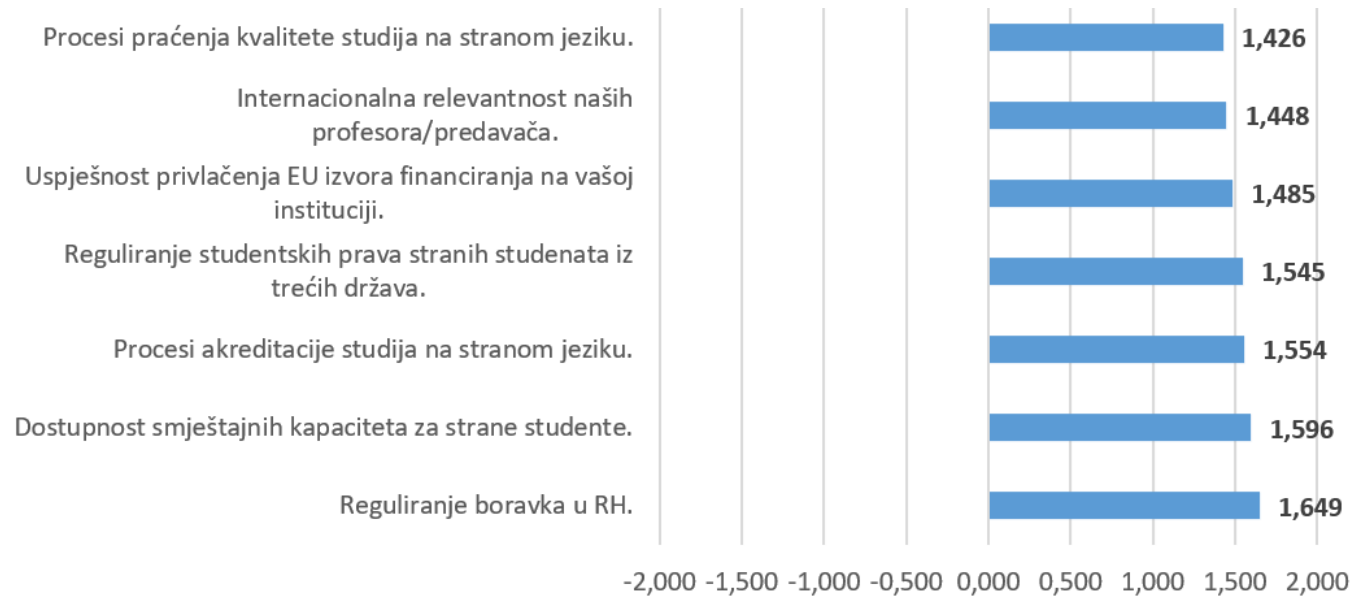 Procesi praćenja kvalitete studija na stranom jeziku.
1,426
Internacionalna relevantnost naših
profesora/predavača.
1,448
Uspješnost privlačenja EU izvora financiranja na vašoj
instituciji.
1,485
Reguliranje studentskih prava stranih studenata iz
trećih država.
1,545
Procesi akreditacije studija na stranom jeziku.
1,554
Dostupnost smještajnih kapaciteta za strane studente.
1,596
Reguliranje boravka u RH.
1,649
-2,000 -1,500 -1,000 -0,500 0,000 0,500 1,000 1,500 2,000